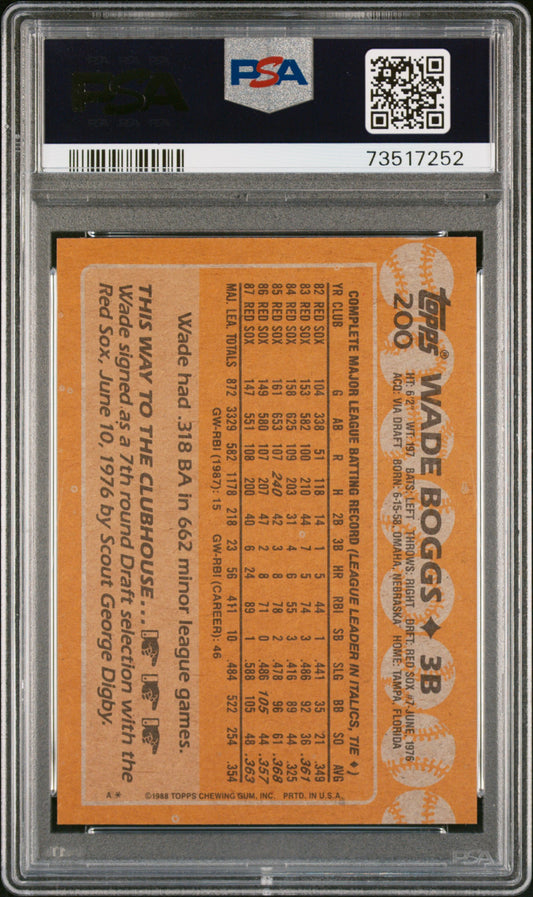 PSA
PSA
73517252
topps®
200
WADE BOGGS ♦ 3B
HT: 6'2" WT: 197 BATS: LEFT THROWS: RIGHT DRFT: RED SOX #7-JUNE, 1976
ACQ: VIA DRAFT BORN: 6-15-58, OMAHA, NEBRASKA HOME: TAMPA, FLORIDA
COMPLETE MAJOR LEAGUE BATTING RECORD (LEAGUE LEADER IN ITALICS, TIE ♦)
YR CLUB G AB R H 2B 3B HR RBI SB SLG BB SO AVG
82 RED SOX 104 338 51 118 14 1 5 44 1 .441 35 21 .349
83 RED SOX 153 582 100 210 44 7 5 74 3 .486 92 36 .361
84 RED SOX 158 625 109 203 31 4 6 55 3 .416 89 44 .325
85 RED SOX 161 653 107 240 42 3 8 78 2 .478 96 61 .368
86 RED SOX 149 580 107 207 47 2 8 71 0 .486 105 44 .357
87 RED SOX 147 551 108 200 40 6 24 89 1 .588 105 48 .363
MAJ. LEA. TOTALS 872 3329 582 1178 218 23 56 411 10 .484 522 254 .354
GW-RBI (1987): 15 GW-RBI (CAREER): 46
Wade had .318 BA in 662 minor league games.
THIS WAY TO THE CLUBHOUSE...
Wade signed as a 7th round Draft selection with the
Red Sox, June 10, 1976 by Scout George Digby.
A *
©1988 TOPPS CHEWING GUM, INC. PRTD. IN U.S.A.
PSA